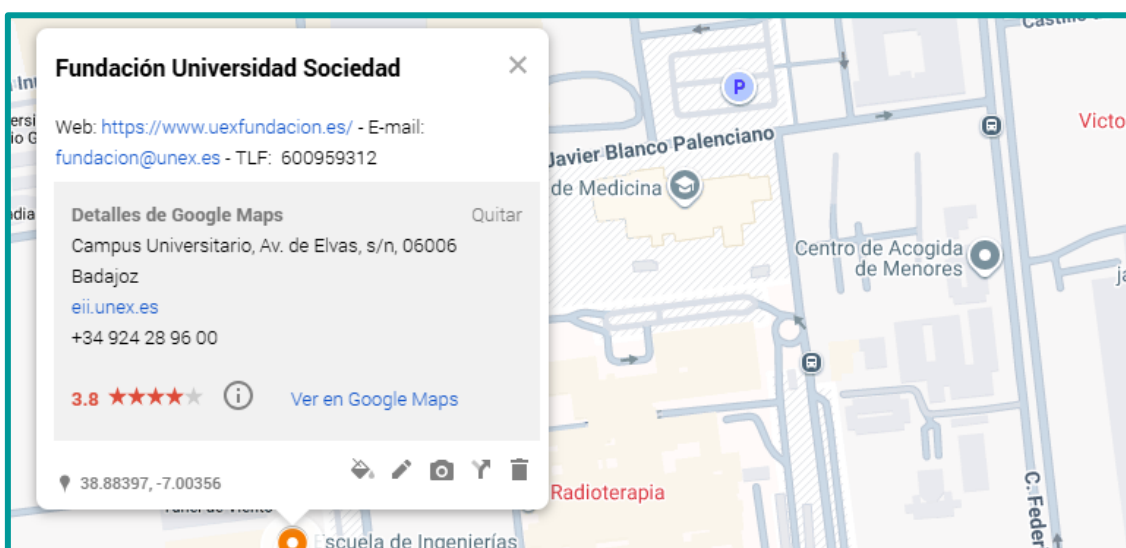 Fundación Universidad Sociedad
Web: https://www.uexfundacion.es/ - E-mail:
fundacion@unex.es - TLF: 600959312
Detalles de Google Maps
Quitar
Campus Universitario, Av. de Elvas, s/n, 06006
Badajoz
eii.unex.es
+34 924 28 96 00
3.8
Ver en Google Maps
38.88397, -7.00356
P
Javier Blanco Palenciano
de Medicina
Centro de Acogida
de Menores
Victo
Radioterapia
C. Feder
Escuela de Ingenierías